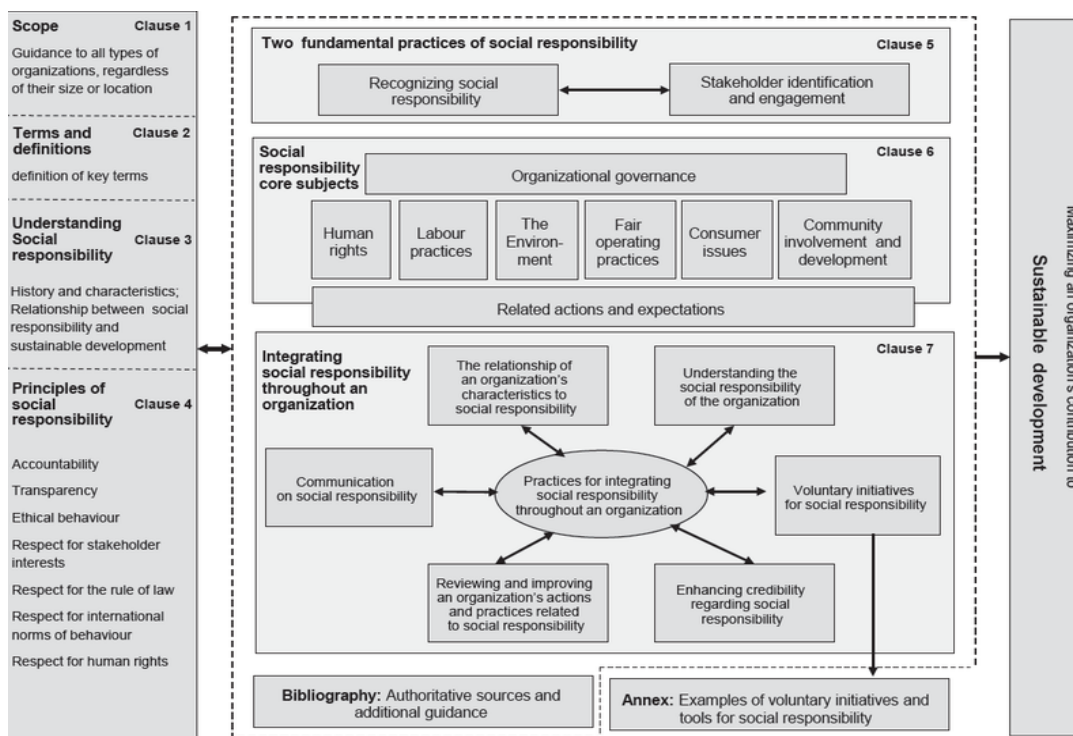 Scope Clause 1
Guidance to all types of
organizations, regardless
of their size or location
Terms and Clause 2
definitions
definition of key terms
Understanding
Social Clause 3
responsibility
History and characteristics;
Relationship between social
responsibility and
sustainable development
Principles of
social Clause 4
responsibility
Accountability
Transparency
Ethical behaviour
Respect for stakeholder
interests
Respect for the rule of law
Respect for international
norms of behaviour
Respect for human rights
Two fundamental practices of social responsibility Clause 5
Recognizing social
responsibility
Stakeholder identification
and engagement
Social Clause 6
responsibility
core subjects
Organizational governance
Human
rights
Labour
practices
The
Environ-
ment
Fair
operating
practices
Consumer
issues
Community
involvement and
development
Related actions and expectations
Integrating Clause 7
social responsibility
throughout an
organization
The relationship of
an organization's
characteristics to
social responsibility
Understanding the
social responsibility
of the organization
Communication
on social responsibility
Practices for integrating
social responsibility
throughout an organization
Voluntary initiatives
for social responsibility
Reviewing and improving
an organization's actions
and practices related
to social responsibility
Enhancing credibility
regarding social
responsibility
Bibliography: Authoritative sources and
additional guidance
Annex: Examples of voluntary initiatives and
tools for social responsibility
Maximizing an organization's contribution to
Sustainable development